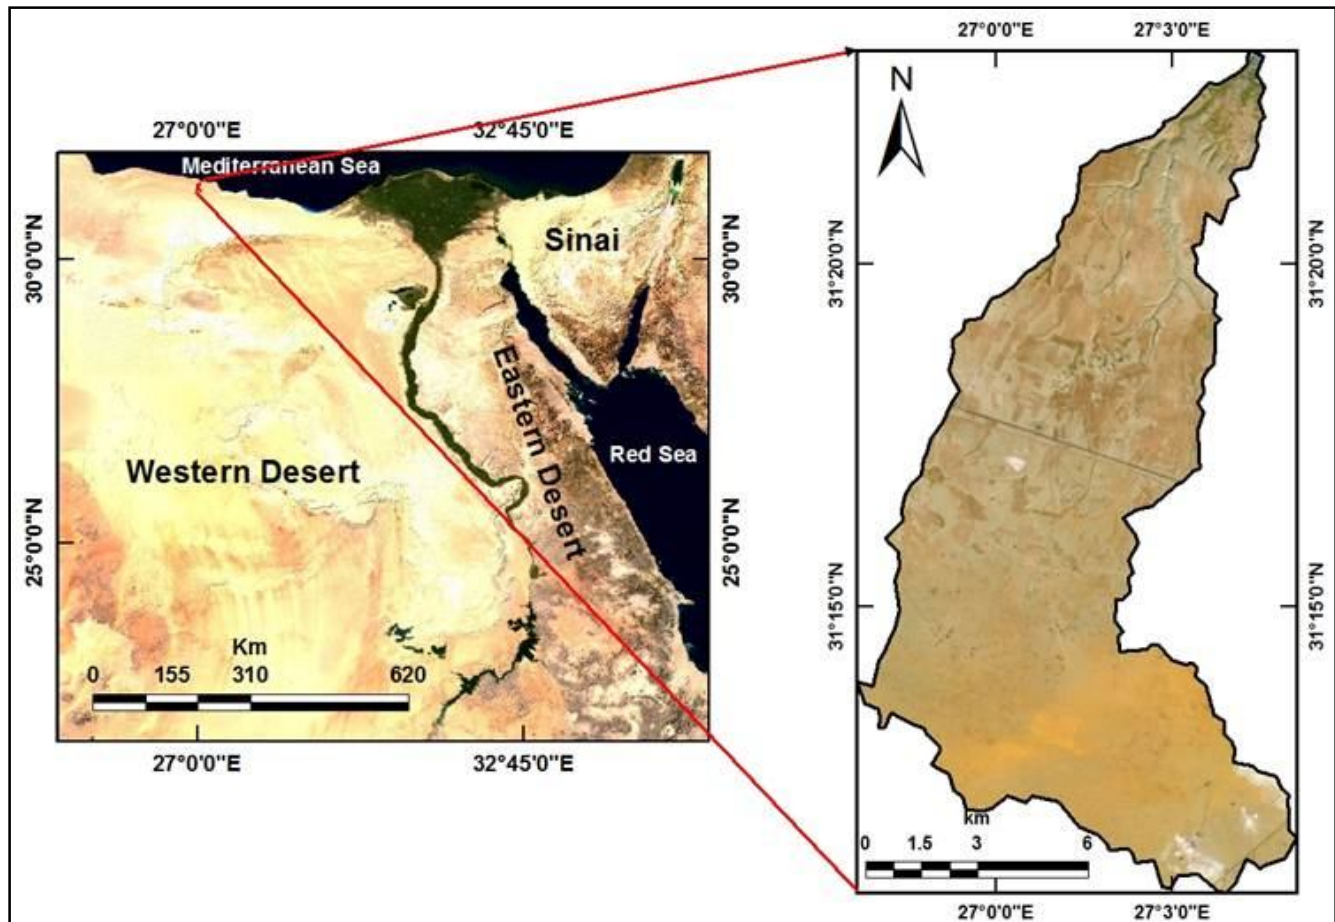 27°0'0"E
32°45'0"E
Mediterranean Sea
Sinai
30°0'0"N
30°0'0"N
Eastern Desert
Red Sea
Western Desert
25°0'0"N
25°0'0"N
Km
0 155 310 620
27°0'0"E
32°45'0"E
27°0'0"E
27°3'0"E
N
31°20'0"N
31°20'0"N
31°15'0"N
31°15'0"N
km
0 1.5 3 6
27°0'0"E
27°3'0"E